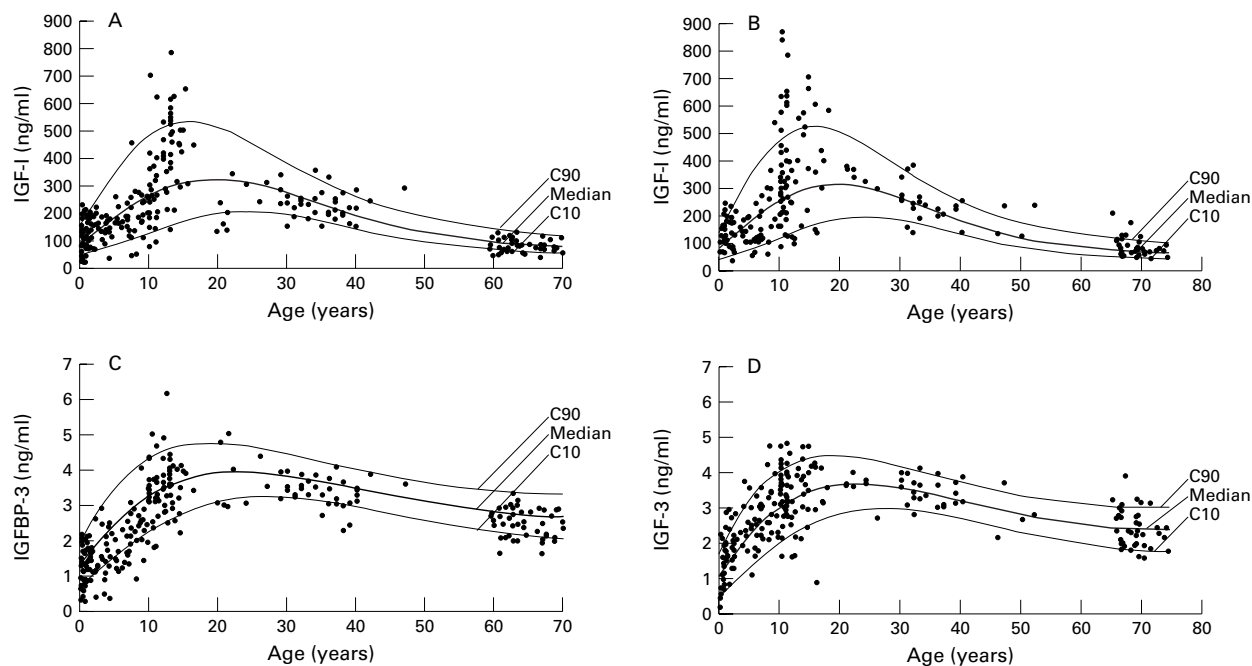 A
IGF-I (ng/ml)
900
800
700
600
500
400
300
200
100
0
0 10 20 30 40 50 60 70
Age (years)
C90
Median
C10
B
IGF-I (ng/ml)
900
800
700
600
500
400
300
200
100
0
0 10 20 30 40 50 60 70 80
Age (years)
C90
Median
C10
C
IGFBP-3 (ng/ml)
7
6
5
4
3
2
1
0
0 10 20 30 40 50 60 70
Age (years)
C90
Median
C10
D
IGF-3 (ng/ml)
7
6
5
4
3
2
1
0
0 10 20 30 40 50 60 70 80
Age (years)
C90
Median
C10